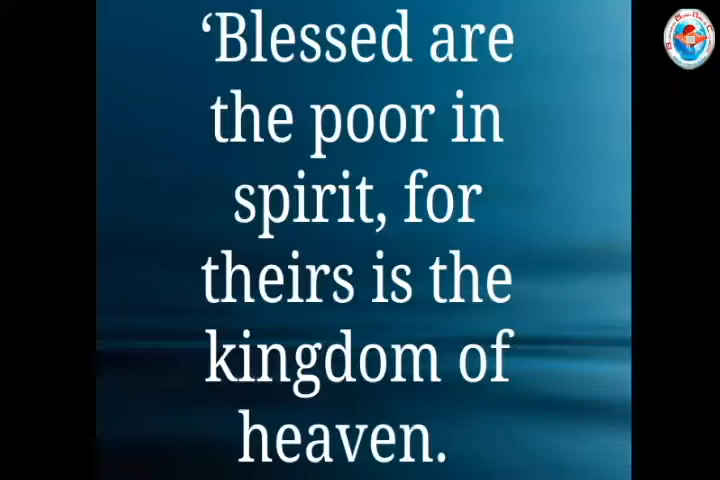 ‘Blessed are
the poor in
spirit, for
theirs is the
kingdom of
heaven.